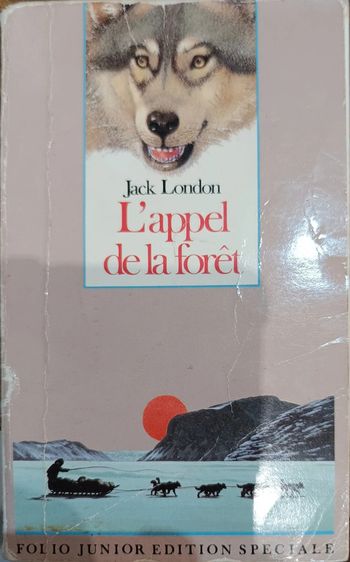 Jack London
L'appel
de la forêt
FOLIO JUNIOR EDITION SPECIALE